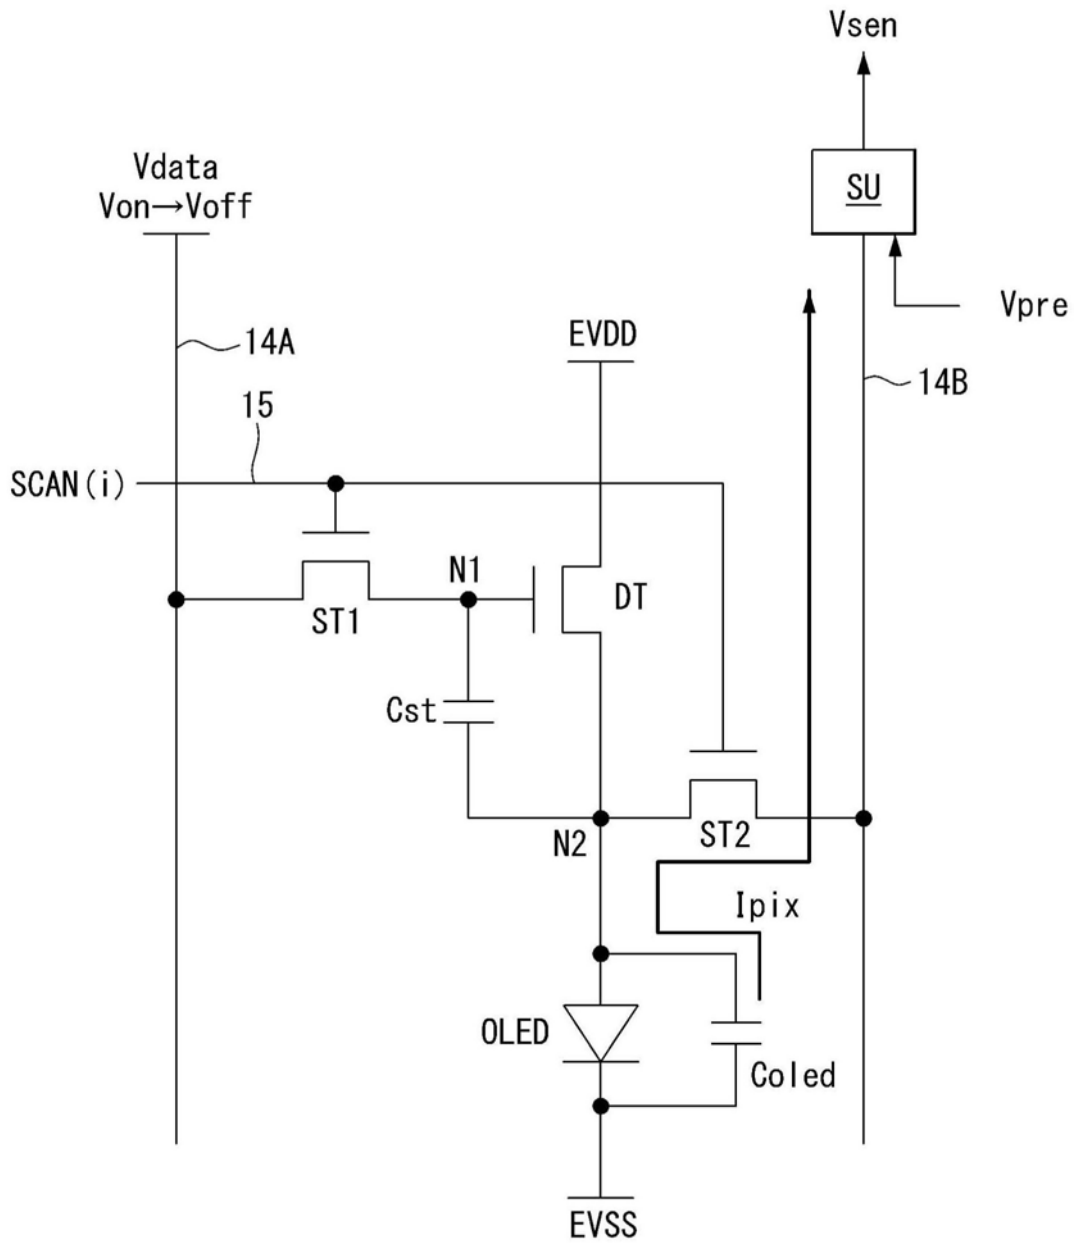 Vsen
Vdata
Von→Voff
SU
Vpre
EVDD
14A
14B
15
SCAN(i)
N1
DT
ST1
Cst
ST2
N2
Ipix
OLED
Coled
EVSS